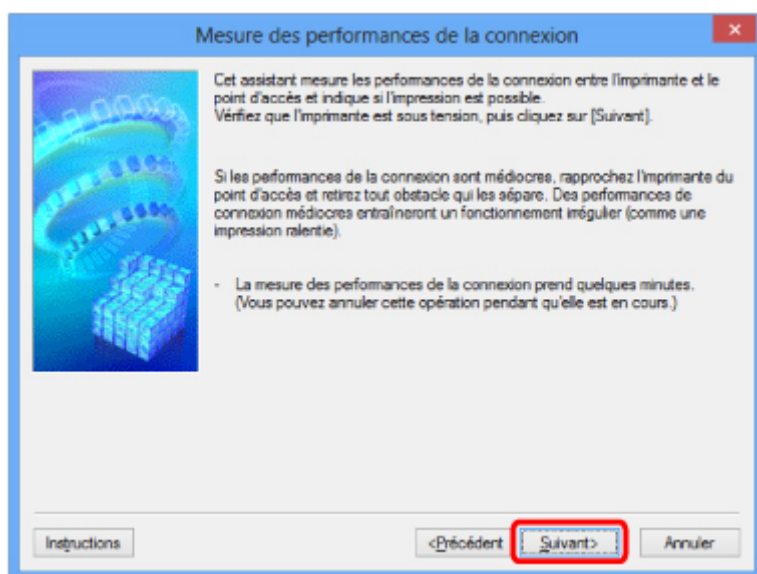 Mesure des performances de la connexion
Cet assistant mesure les performances de la connexion entre l'imprimante et le
point d'accès et indique si l'impression est possible.
Vérifiez que l'imprimante est sous tension, puis cliquez sur [Suivant].
Si les performances de la connexion sont médiocres, rapprochez l'imprimante du
point d'accès et retirez tout obstacle qui les sépare. Des performances de
connexion médiocres entraîneront un fonctionnement irrégulier (comme une
impression ralentie).
- La mesure des performances de la connexion prend quelques minutes.
(Vous pouvez annuler cette opération pendant qu'elle est en cours.)
Instructions
<Précédent
Suivant>
Annuler